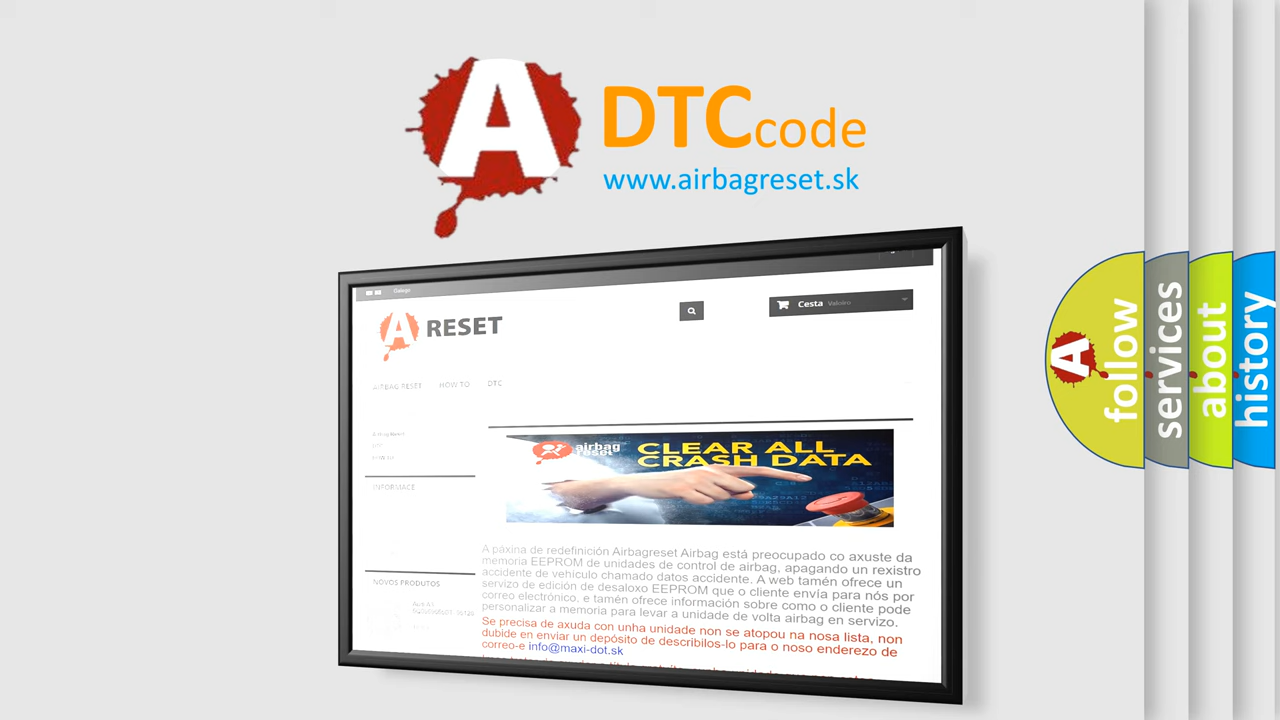 A
DTC code
www.airbagreset.sk
Galego
A RESET
Cesta Valeiro
AIRBAG RESET HOW TO DTC
INFORMACE
NOVOS PRODUTOS
airbag
reset
CLEAR ALL
CRASH DATA
A páxina de redefinición Airbagreset Airbag está preocupado co axuste da
memoria EEPROM de unidades de control de airbag, apagando un rexistro
accidente de vehículo chamado datos accidente. A web tamén ofrece un
servizo de edición de desaloxo EEPROM que o cliente envía para nós por
correo electrónico, e tamén ofrece información sobre como o cliente pode
personalizar a memoria para levar a unidade de volta airbag en servizo.
Se precisa de axuda con unha unidade non se atopou na nosa lista, non
dubide en enviar un depósito de describilos-lo para o noso enderezo de
correo-e info@maxi-dot.sk
A
follow
services
about
history